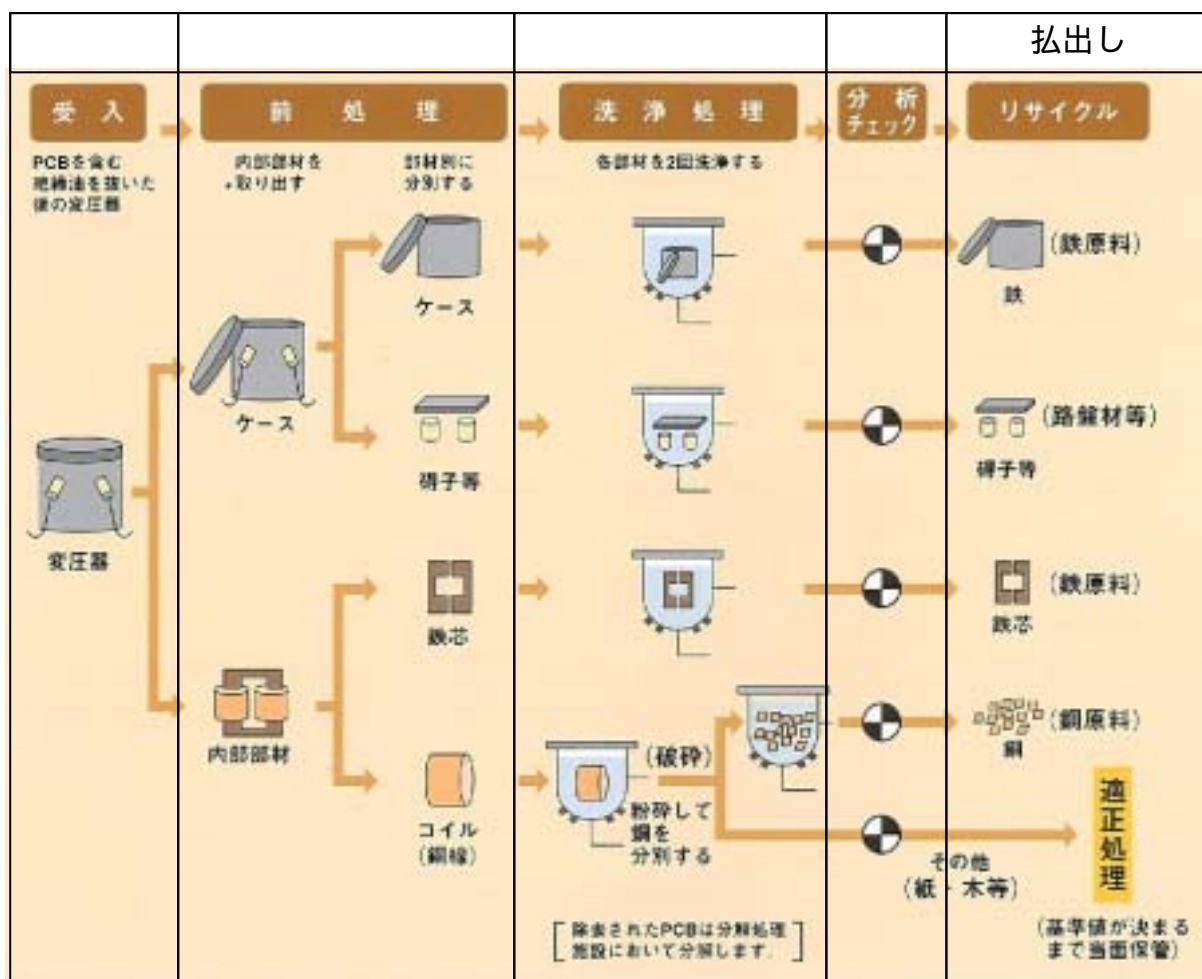 払出し
受入
前処理
洗浄処理
分析
チェック
リサイクル
PCBを含む
絶縁油を抜いた
後の変圧器
内部部材を
取り出す
部材別に
分別する
各部材を2回洗浄する
ケース
(鉄原料)
鉄
ケース
碍子等
(路盤材等)
碍子等
変圧器
鉄芯
(鉄原料)
鉄芯
内部部材
(銅原料)
銅
コイル
(銅線)
(破砕)
粉砕して
銅を
分別する
その他
(紙・木等)
適正処理
(基準値が決まる
まで当面保管)
[除去されたPCBは分解処理
施設において分解します.]